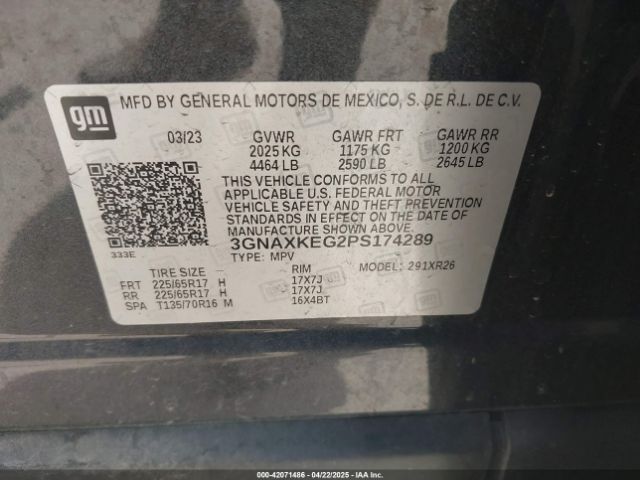 gm
MFD BY GENERAL MOTORS DE MEXICO, S. DE R.L. DE C.V.
03/23 GVWR GAWR FRT GAWR RR
2025 KG 1175 KG 1200 KG
4464 LB 2590 LB 2645 LB
THIS VEHICLE CONFORMS TO ALL
APPLICABLE U.S. FEDERAL MOTOR
VEHICLE SAFETY AND THEFT PREVENTION
STANDARDS IN EFFECT ON THE DATE OF
MANUFACTURE SHOWN ABOVE.
3GNAXKEG2PS174289
333E
TYPE: MPV MODEL: 291XR26
TIRE SIZE RIM
FRT 225/65R17 H 17X7J
RR 225/65R17 H 17X7J
SPA T135/70R16 M 16X4BT
000-42071486 - 04/22/2025 - IAAI.CA